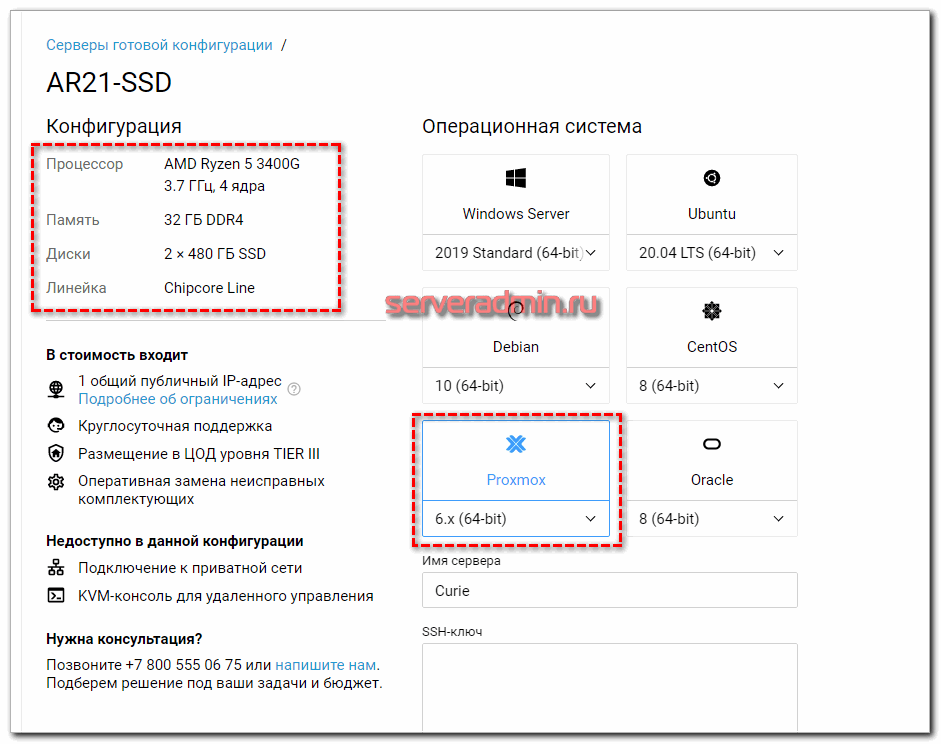 Серверы готовой конфигурации /
AR21-SSD
Конфигурация
Процессор AMD Ryzen 5 3400G
3.7 ГГц, 4 ядра
Память 32 ГБ DDR4
Диски 2 × 480 ГБ SSD
Линейка Chipcore Line
В стоимость входит
1 общий публичный IP-адрес ?
Подробнее об ограничениях
Круглосуточная поддержка
Размещение в ЦОД уровня TIER III
Оперативная замена неисправных
комплектующих
Недоступно в данной конфигурации
Подключение к приватной сети
KVM-консоль для удаленного управления
Нужна консультация?
Позвоните +7 800 555 06 75 или напишите нам.
Подберем решение под ваши задачи и бюджет.
Операционная система
Windows Server
2019 Standard (64-bit)
Ubuntu
20.04 LTS (64-bit)
serveradmin.ru
Debian
10 (64-bit)
CentOS
8 (64-bit)
Proxmox
6.x (64-bit)
Oracle
8 (64-bit)
Имя сервера
Curie
SSH-ключ